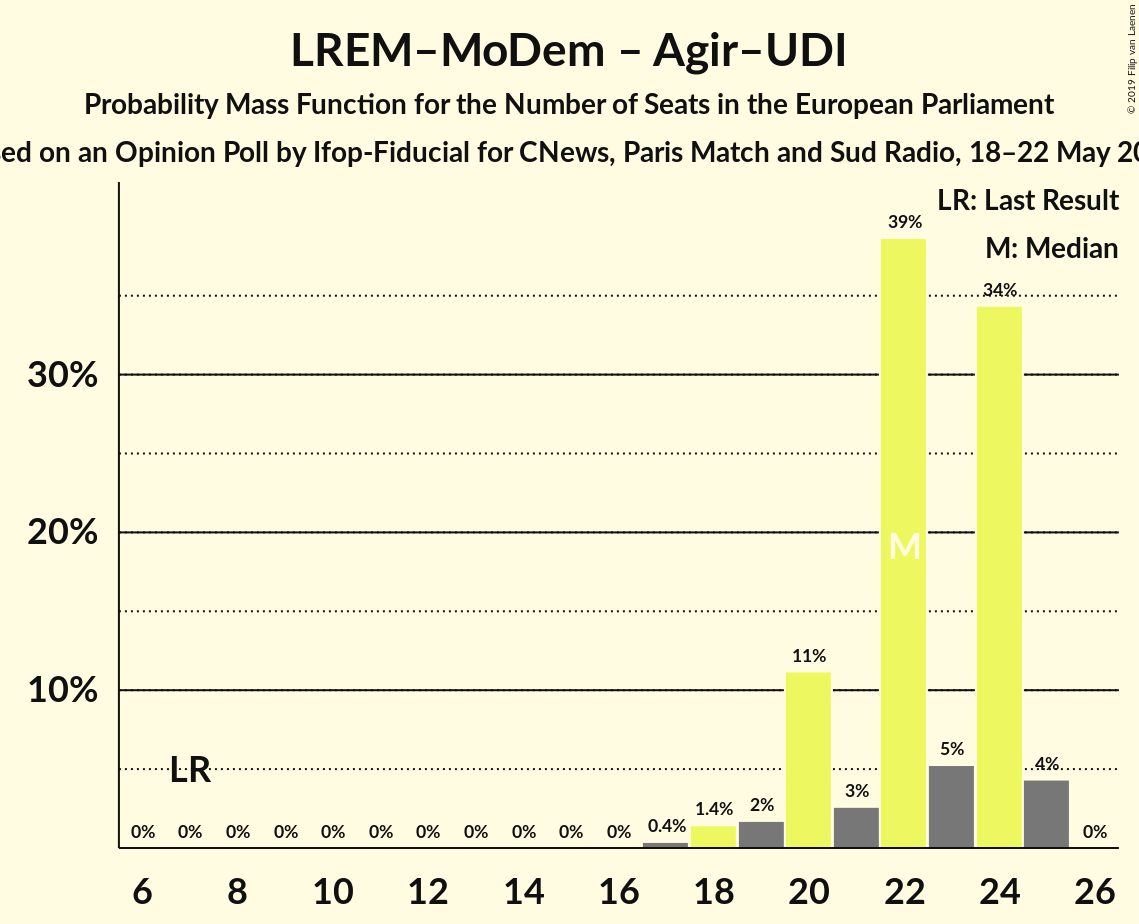 LREM–MoDem – Agir–UDI
Probability Mass Function for the Number of Seats in the European Parliament
on an Opinion Poll by Ifop-Fiducial for CNews, Paris Match and Sud Radio, 18–22 May
© 2019 Filip van Laenen
LR: Last Result
M: Median
39%
34%
30%
20%
M
11%
10%
LR
5%
4%
3%
2%
1.4%
0.4%
0% 0% 0% 0% 0% 0% 0% 0% 0% 0% 0% 0%
6 8 10 12 14 16 18 20 22 24 26